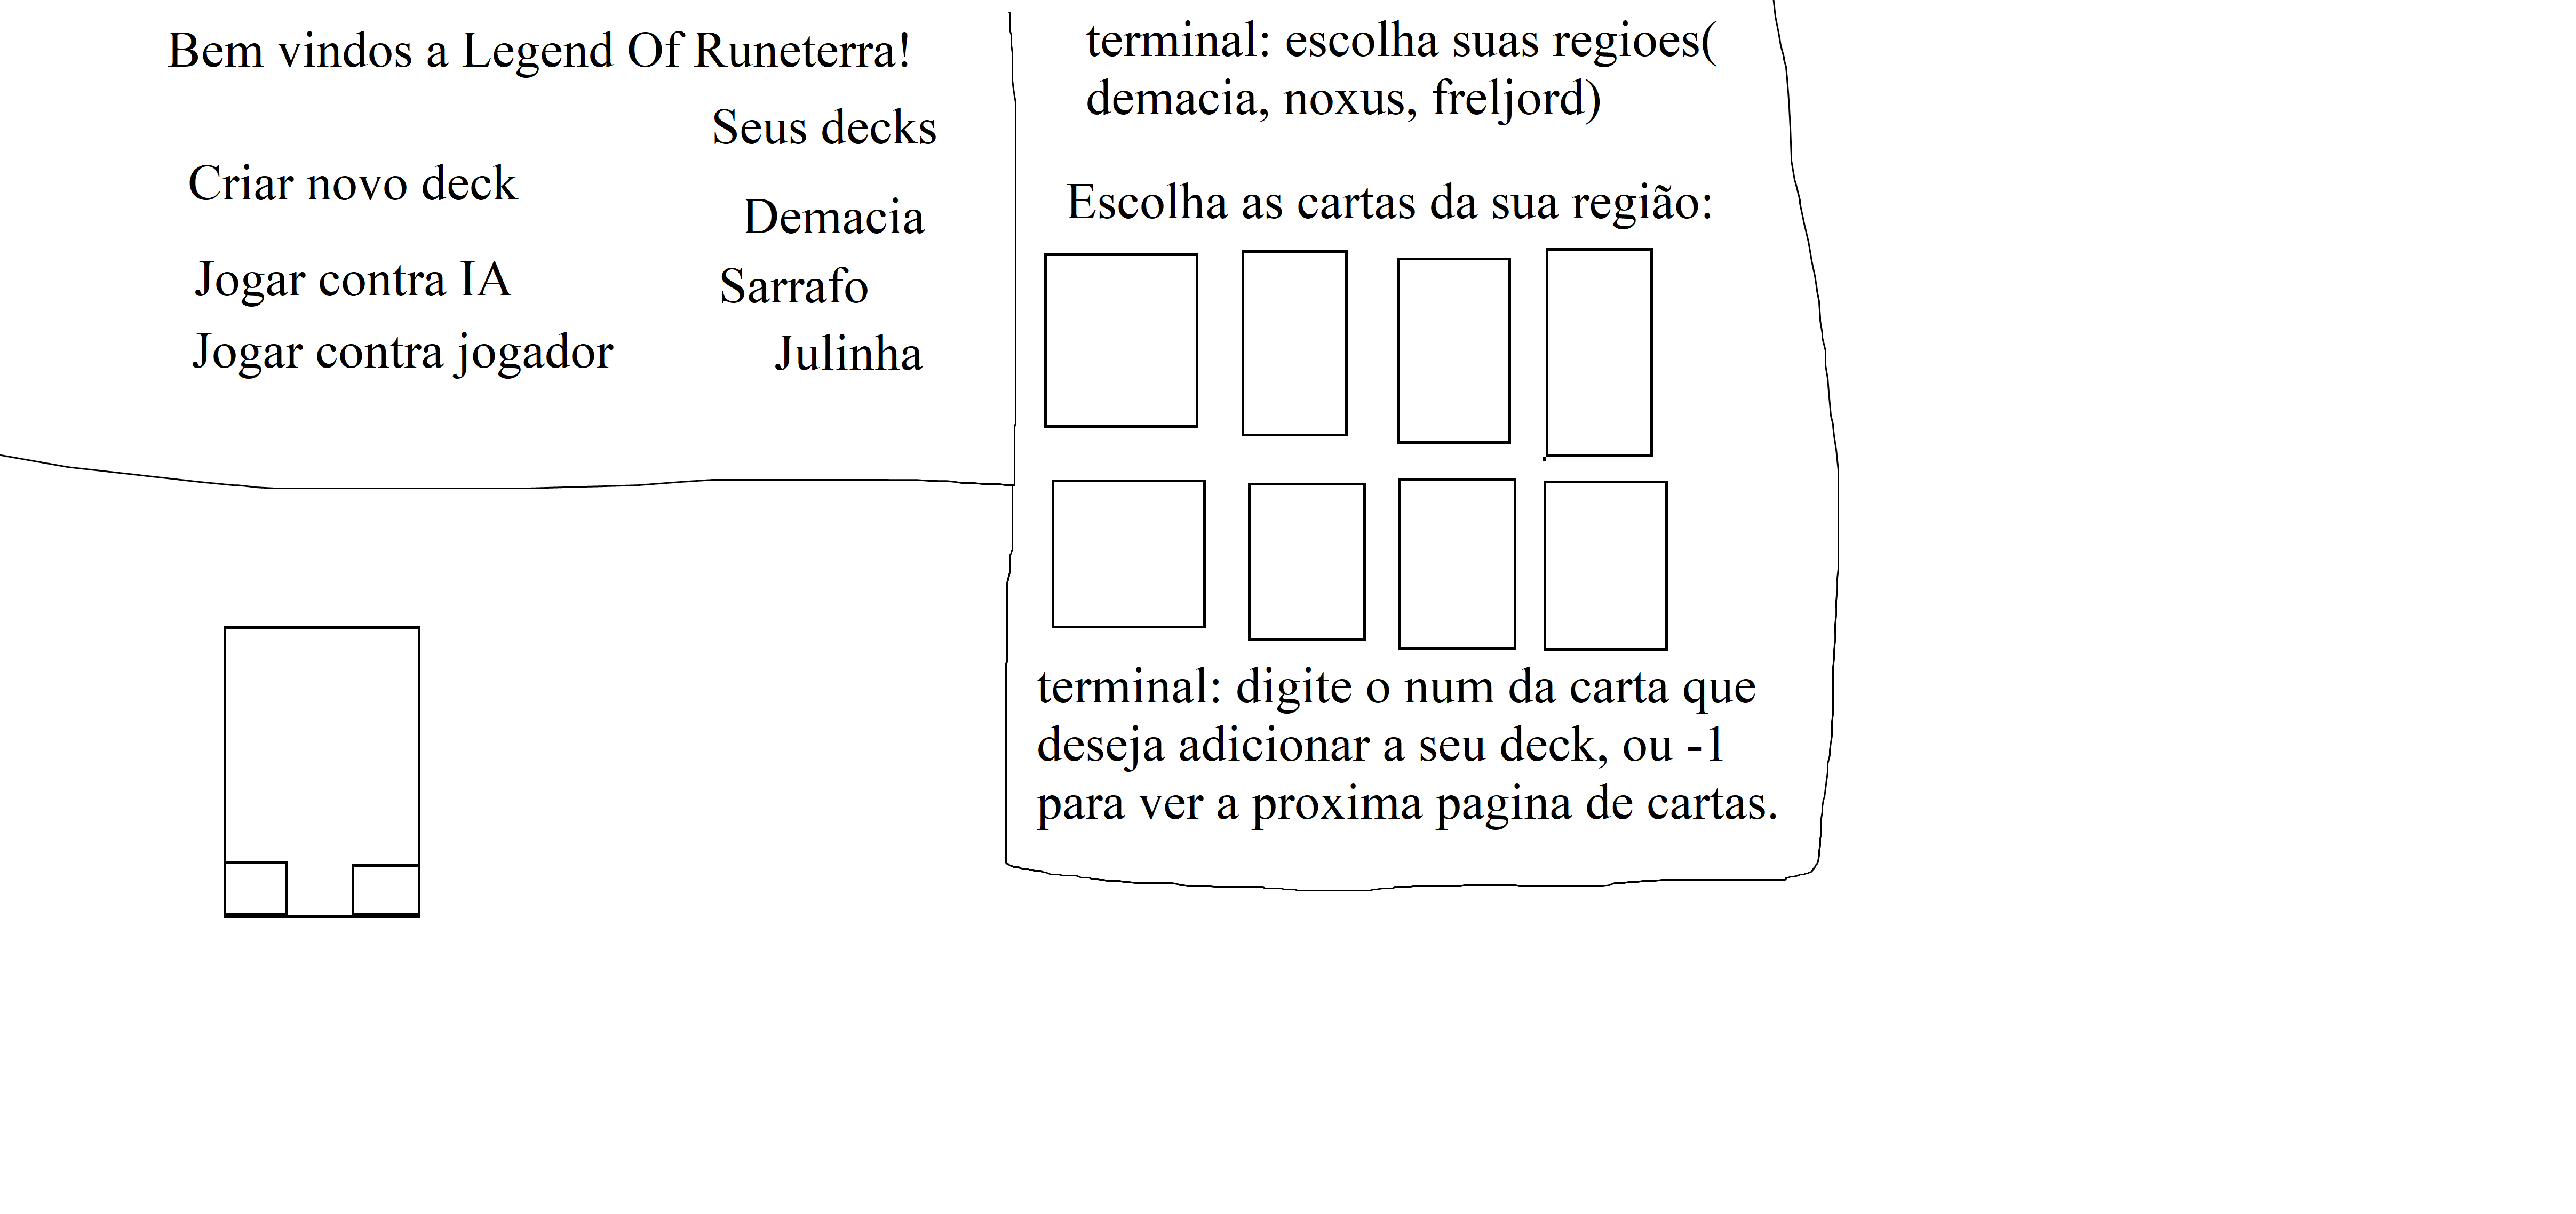 Bem vindos a Legend Of Runeterra!
Seus decks
Criar novo deck
Demacia
Jogar contra IA
Sarrafo
Jogar contra jogador
Julinha
terminal: escolha suas regioes(
demacia, noxus, freljord)
Escolha as cartas da sua região:
terminal: digite o num da carta que
deseja adicionar a seu deck, ou -1
para ver a proxima pagina de cartas.